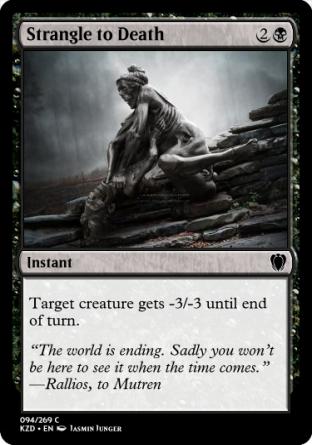 Strangle to Death 2
Instant
Target creature gets -3/-3 until end
of turn.
“The world is ending. Sadly you won’t
be here to see it when the time comes.”
—Rallios, to Mutren
094/269 C
KZD • EN Jasmin Junger